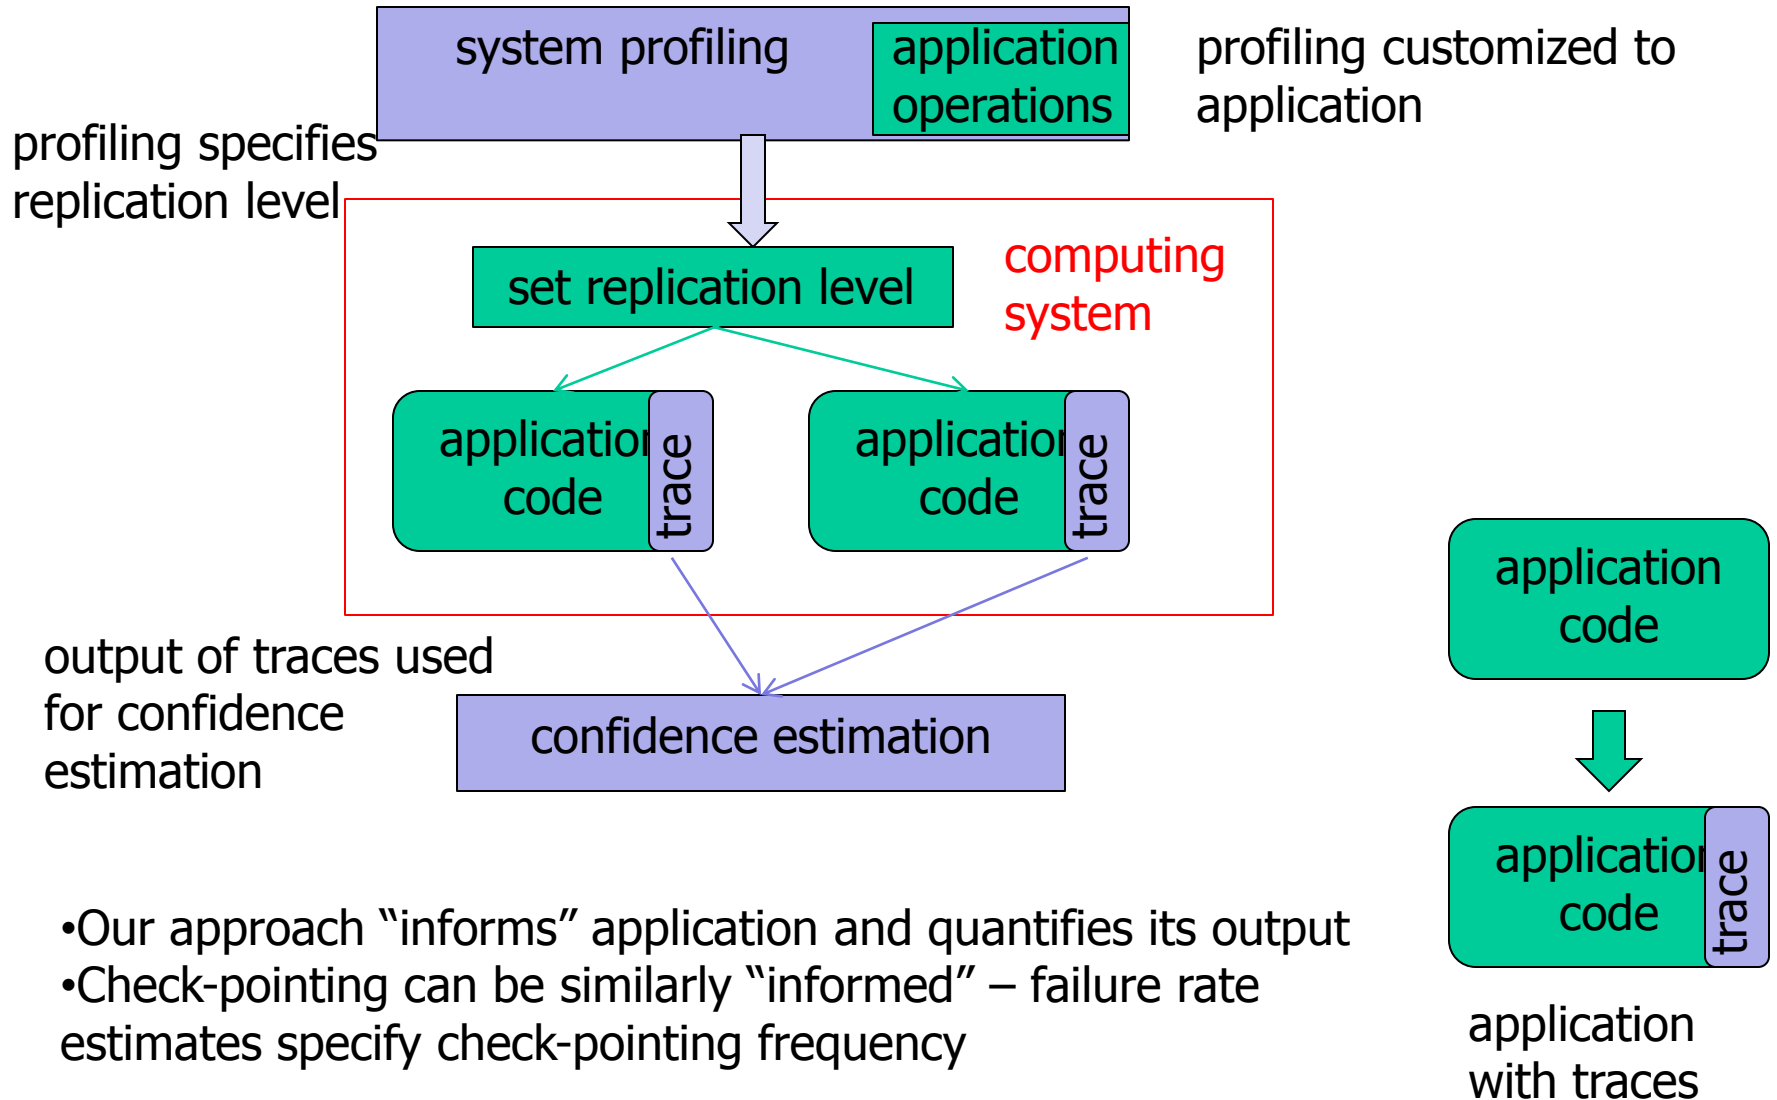 system profiling
application
operations
profiling customized to
application
profiling specifies
replication level
computing
system
set replication level
application
code
trace
application
code
trace
application
code
output of traces used
for confidence
estimation
confidence estimation
application
code
trace
•Our approach “informs” application and quantifies its output
•Check-pointing can be similarly “informed” – failure rate
estimates specify check-pointing frequency
application
with traces